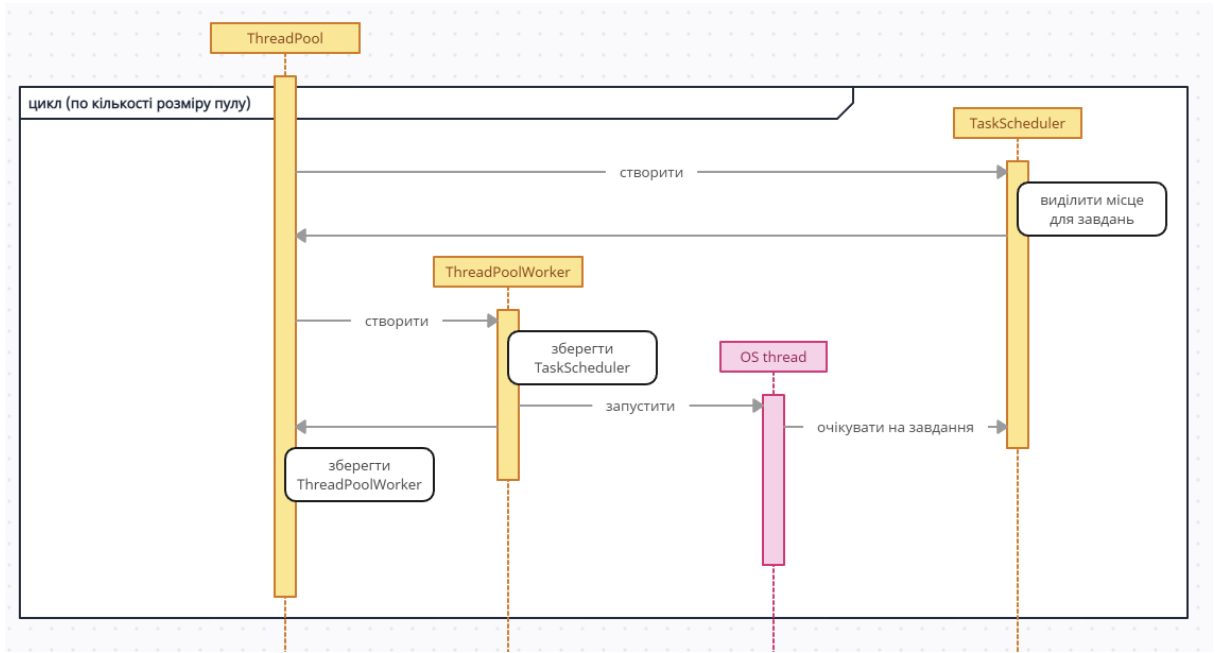 ThreadPool
цикл (по кількості розміру пулу)
TaskScheduler
створити
виділити місце
для завдань
ThreadPoolWorker
створити
зберегти
TaskScheduler
OS thread
запустити
очікувати на завдання
зберегти
ThreadPoolWorker